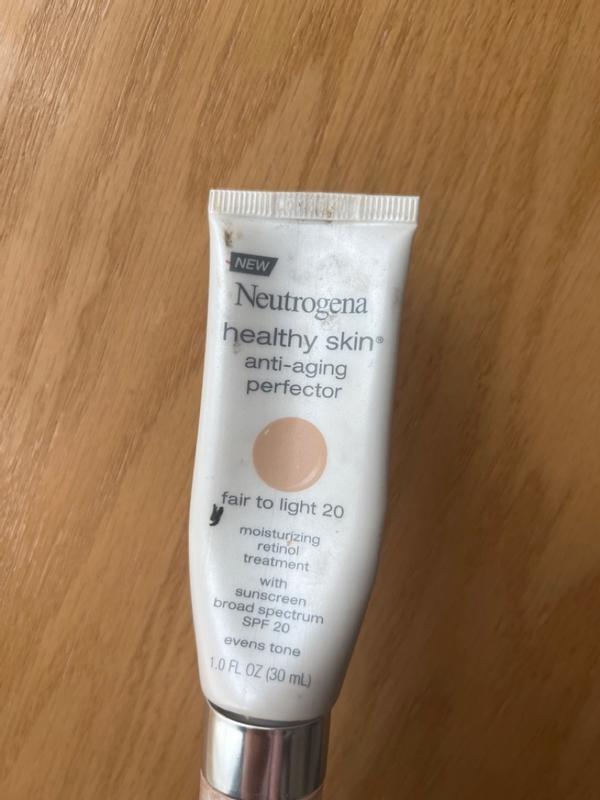 NEW
Neutrogena
healthy skin®
anti-aging
perfector
fair to light 20
moisturizing
retinol
treatment
with
sunscreen
broad spectrum
SPF 20
evens tone
1.0 FL OZ (30 mL)